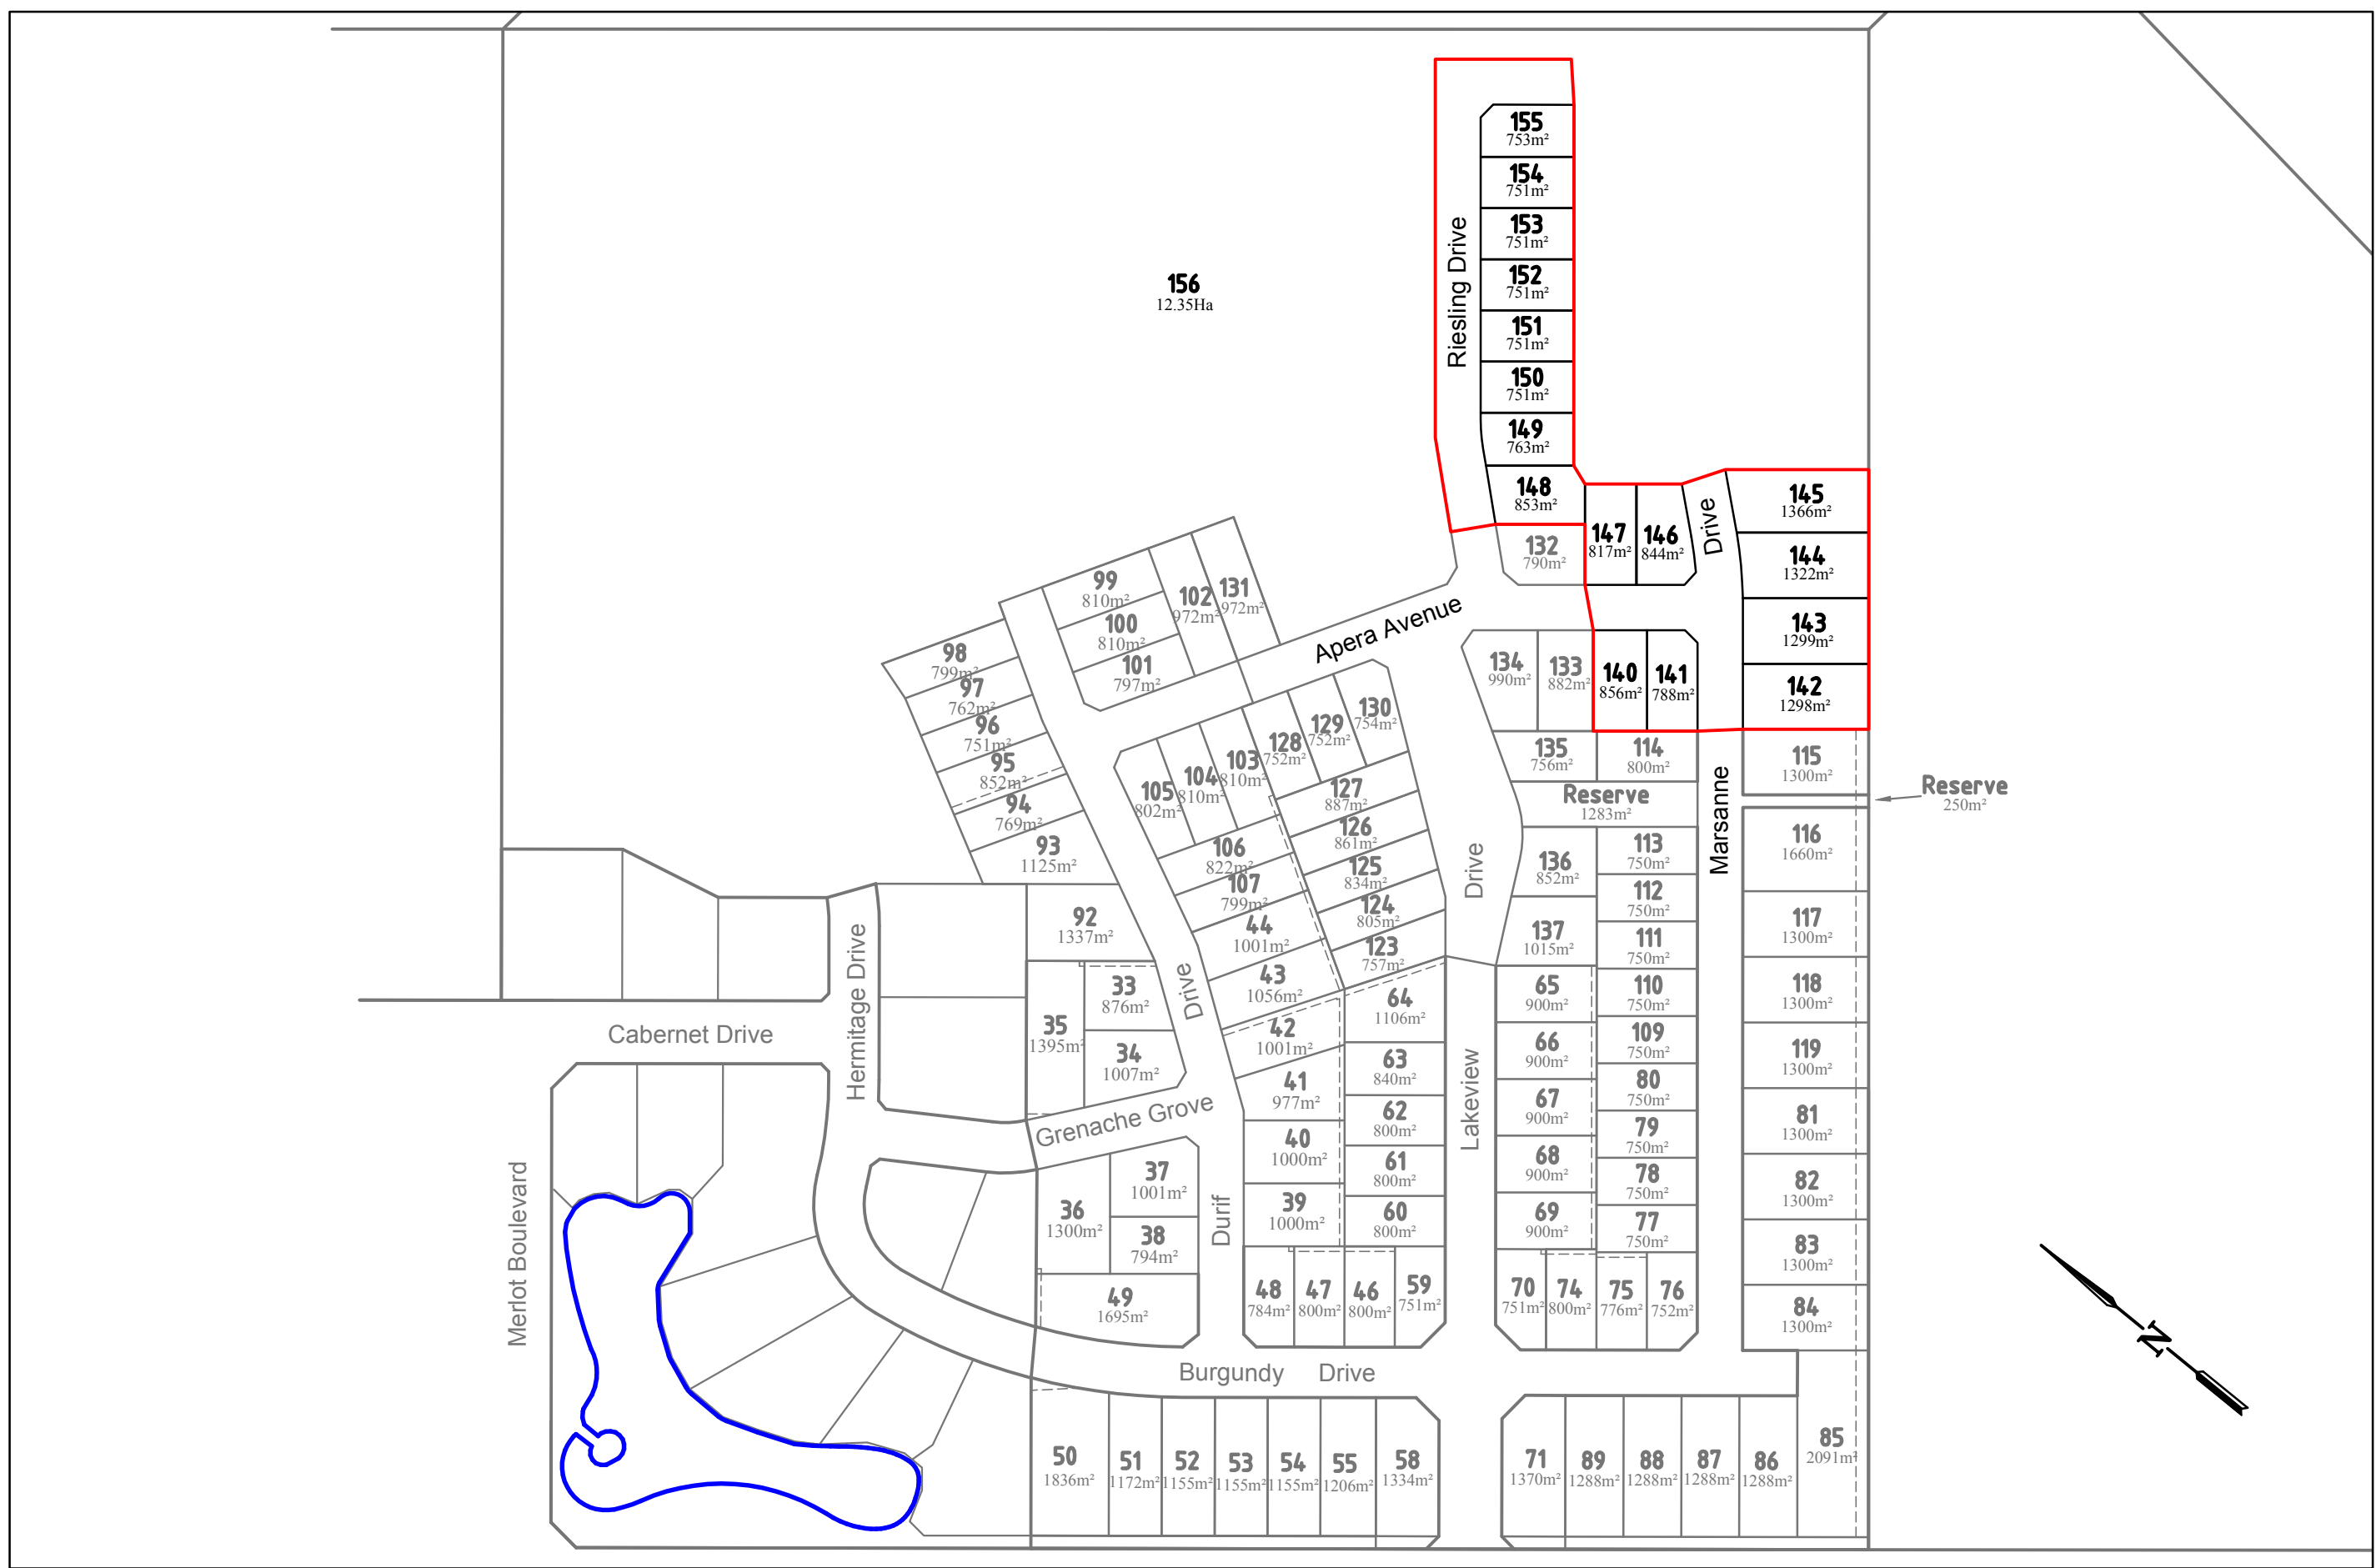 155
753m²
154
751m²
153
751m²
152
751m²
151
751m²
150
751m²
149
763m²
148
853m²
Riesling Drive
156
12.35Ha
147
817m²
146
844m²
Drive
145
1366m²
144
1322m²
143
1299m²
142
1298m²
132
790m²
140
856m²
141
788m²
134
990m²
133
882m²
Apera Avenue
99
810m²
100
810m²
101
797m²
102
972m²
131
972m²
98
799m²
97
762m²
96
751m²
95
852m²
94
769m²
93
1125m²
105
802m²
104
810m²
103
810m²
128
752m²
129
752m²
130
754m²
127
887m²
126
861m²
125
834m²
124
805m²
123
757m²
106
822m²
107
799m²
44
1001m²
43
1056m²
42
1001m²
41
977m²
40
1000m²
39
1000m²
135
756m²
114
800m²
Reserve
1283m²
115
1300m²
Reserve
250m²
Marsanne
136
852m²
113
750m²
112
750m²
137
1015m²
111
750m²
110
750m²
109
750m²
80
750m²
79
750m²
78
750m²
77
750m²
116
1660m²
117
1300m²
118
1300m²
119
1300m²
81
1300m²
82
1300m²
83
1300m²
84
1300m²
Drive
Lakeview
65
900m²
66
900m²
67
900m²
68
900m²
69
900m²
64
1106m²
63
840m²
62
800m²
61
800m²
60
800m²
92
1337m²
33
876m²
34
1007m²
35
1395m²
Drive
Durif
Grenache Grove
Hermitage Drive
Cabernet Drive
Merlot Boulevard
37
1001m²
36
1300m²
38
794m²
49
1695m²
48
784m²
47
800m²
46
800m²
59
751m²
70
751m²
74
800m²
75
776m²
76
752m²
Burgundy Drive
50
1836m²
51
1172m²
52
1155m²
53
1155m²
54
1155m²
55
1206m²
58
1334m²
71
1370m²
89
1288m²
88
1288m²
87
1288m²
86
1288m²
85
2091m²
N